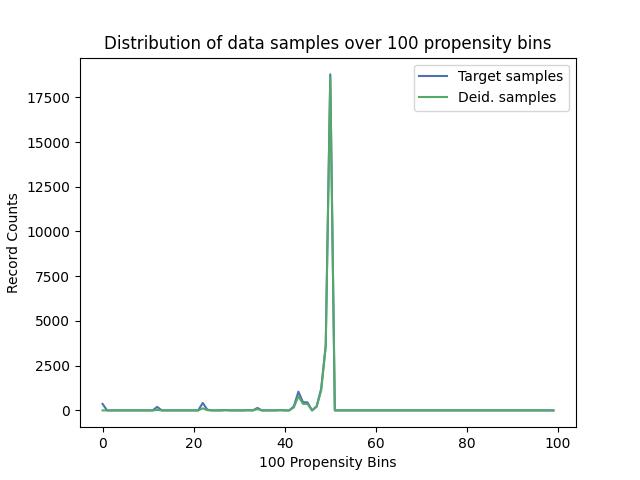 Distribution of data samples over 100 propensity bins
Target samples
Deid. samples
17500
15000
12500
10000
7500
5000
2500
0
Record Counts
0 20 40 60 80 100
100 Propensity Bins